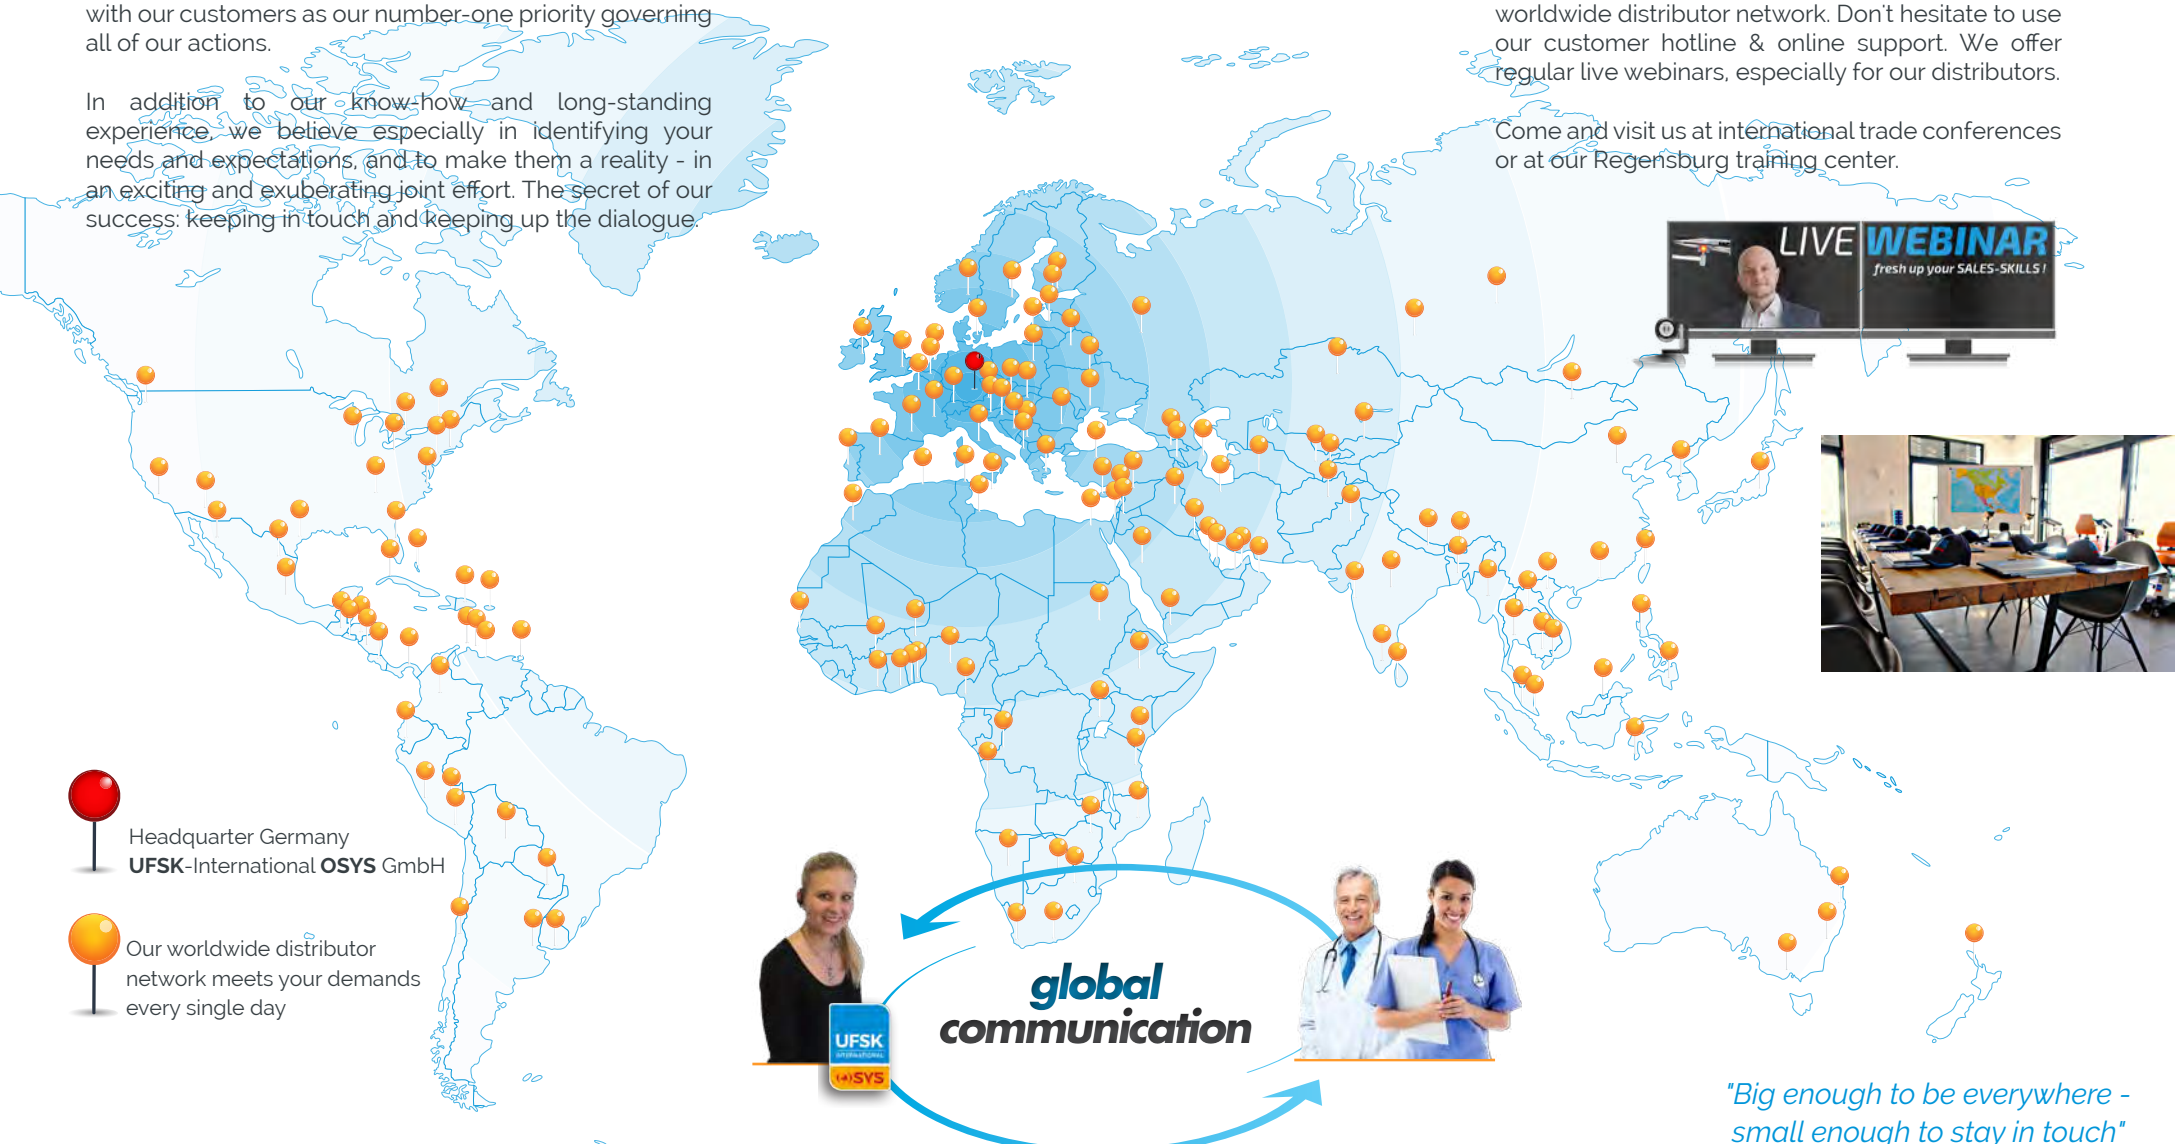 with our customers as our number-one priority governing
all of our actions.
In addition to our know-how and long-standing
experience, we believe especially in identifying your
needs and expectations, and to make them a reality - in
an exciting and exuberating joint effort. The secret of our
success: keeping in touch and keeping up the dialogue.
worldwide distributor network. Don't hesitate to use
our customer hotline & online support. We offer
regular live webinars, especially for our distributors.
Come and visit us at international trade conferences
or at our Regensburg training center.
LIVE WEBINAR
fresh up your SALES-SKILLS !
Headquarter Germany
UFSK-International OSYS GmbH
Our worldwide distributor
network meets your demands
every single day
global
communication
UFSK
INTERNATIONAL
OSYS
"Big enough to be everywhere -
small enough to stay in touch"